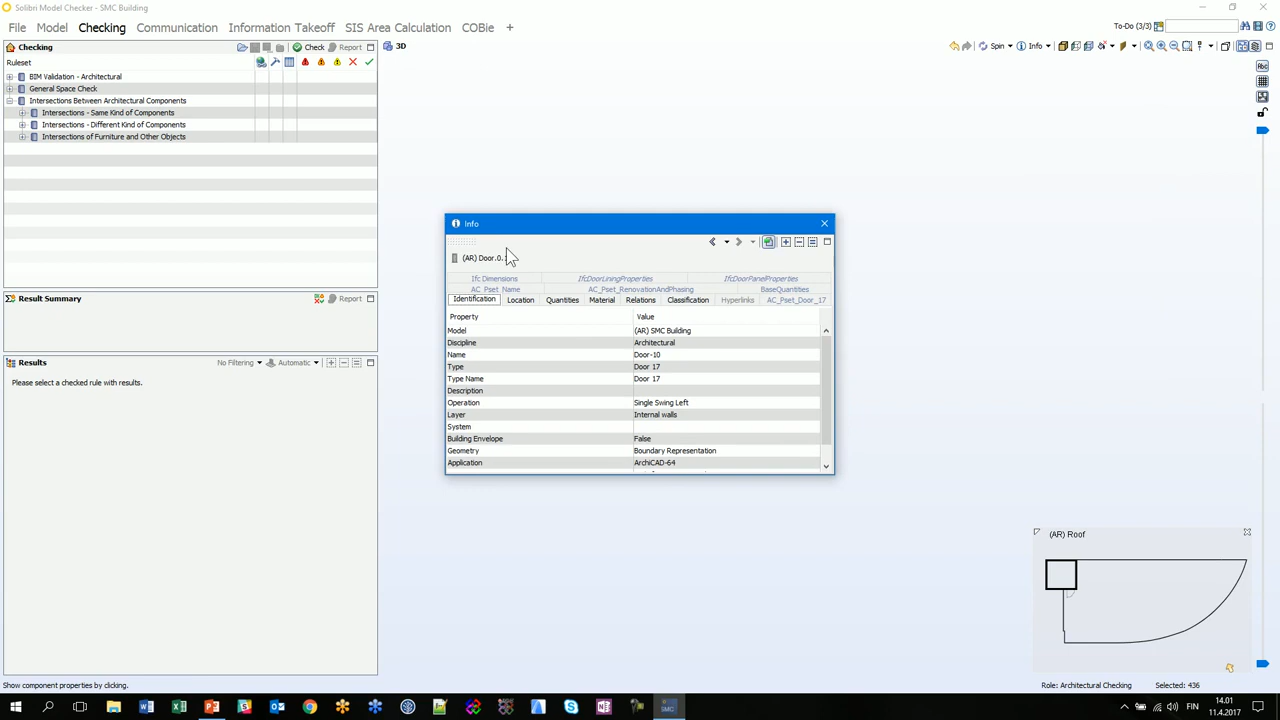 Solibri Model Checker - SMC Building
File Model Checking Communication Information Takeoff SIS Area Calculation COBie +
To-Do (3/3)
Checking
Check Report
3D
Spin Info
Ruleset
BIM Validation - Architectural
General Space Check
Intersections Between Architectural Components
Intersections - Same Kind of Components
Intersections - Different Kind of Components
Intersections of Furniture and Other Objects
Abc
Result Summary
Report
Results
No Filtering Automatic
Please select a checked rule with results.
Info
(AR) Door.0.
Ifc Dimensions IfcDoorLiningProperties IfcDoorPanelProperties
AC_Pset_Name AC_Pset_RenovationAndPhasing BaseQuantities
Identification Location Quantities Material Relations Classification Hyperlinks AC_Pset_Door_17
Property Value
Model (AR) SMC Building
Discipline Architectural
Name Door-10
Type Door 17
Type Name Door 17
Description
Operation Single Swing Left
Layer Internal walls
System
Building Envelope False
Geometry Boundary Representation
Application ArchiCAD-64
(AR) Roof
Show component properties by clicking.
Role: Architectural Checking Selected: 436
FIN
14.01
11.4.2017